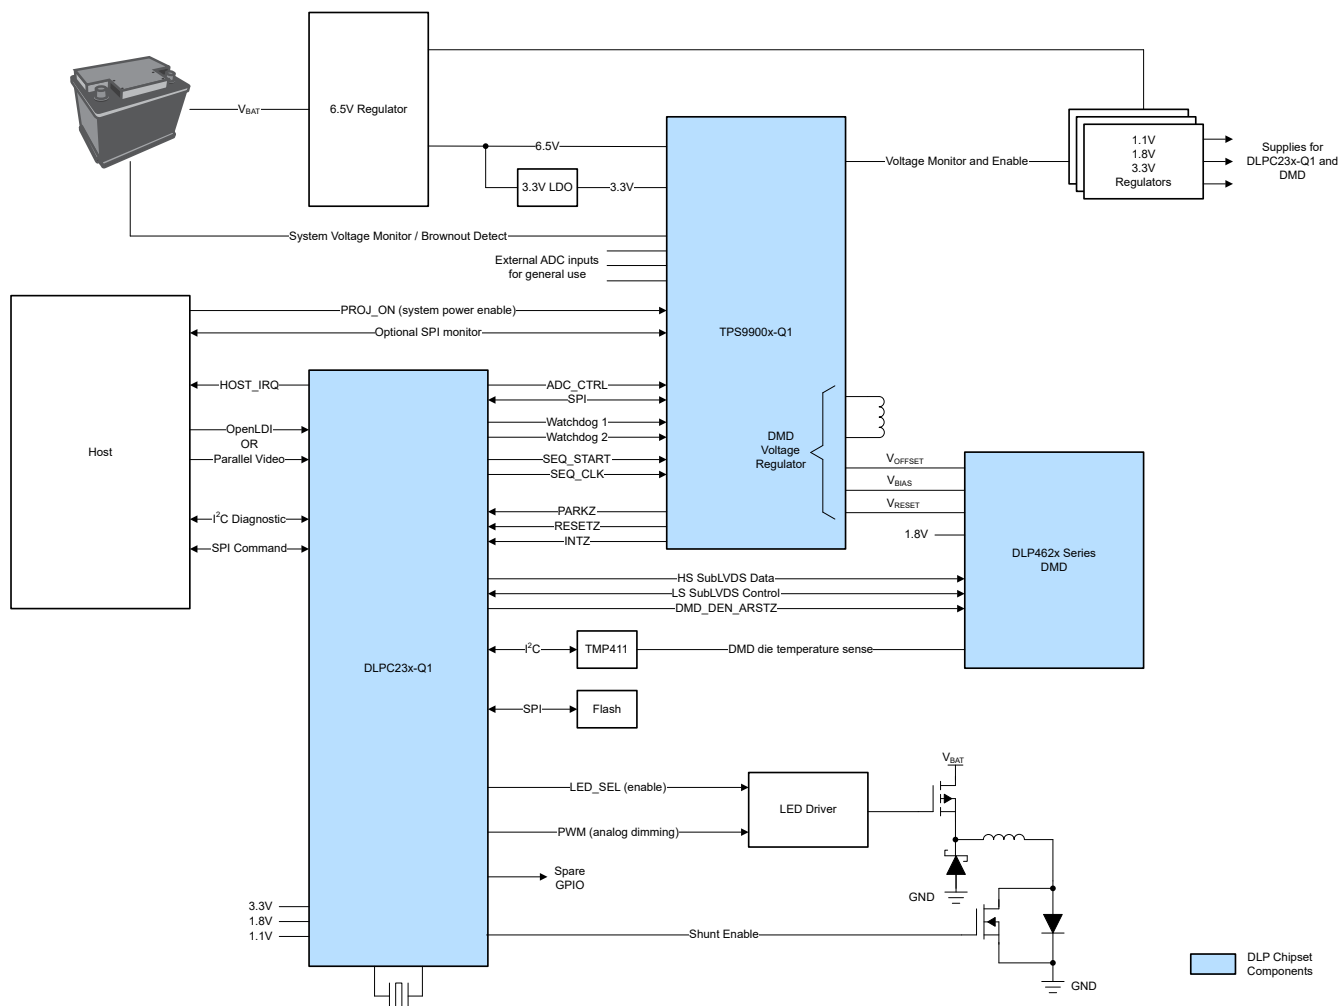 V_BAT
6.5V Regulator
6.5V
3.3V LDO
3.3V
System Voltage Monitor / Brownout Detect
External ADC inputs
for general use
Voltage Monitor and Enable
1.1V
1.8V
3.3V
Regulators
Supplies for
DLPC23x-Q1 and
DMD
Host
PROJ_ON (system power enable)
Optional SPI monitor
TPS9900x-Q1
HOST_IRQ
OpenLDI
OR
Parallel Video
I²C Diagnostic
SPI Command
ADC_CTRL
SPI
Watchdog 1
Watchdog 2
SEQ_START
SEQ_CLK
PARKZ
RESETZ
INTZ
DMD
Voltage
Regulator
V_OFFSET
V_BIAS
V_RESET
1.8V
DLP462x Series
DMD
HS SubLVDS Data
LS SubLVDS Control
DMD_DEN_ARSTZ
DLPC23x-Q1
I²C
TMP411
DMD die temperature sense
SPI
Flash
LED_SEL (enable)
PWM (analog dimming)
LED Driver
V_BAT
Spare
GPIO
GND
3.3V
1.8V
1.1V
Shunt Enable
GND
DLP Chipset
Components